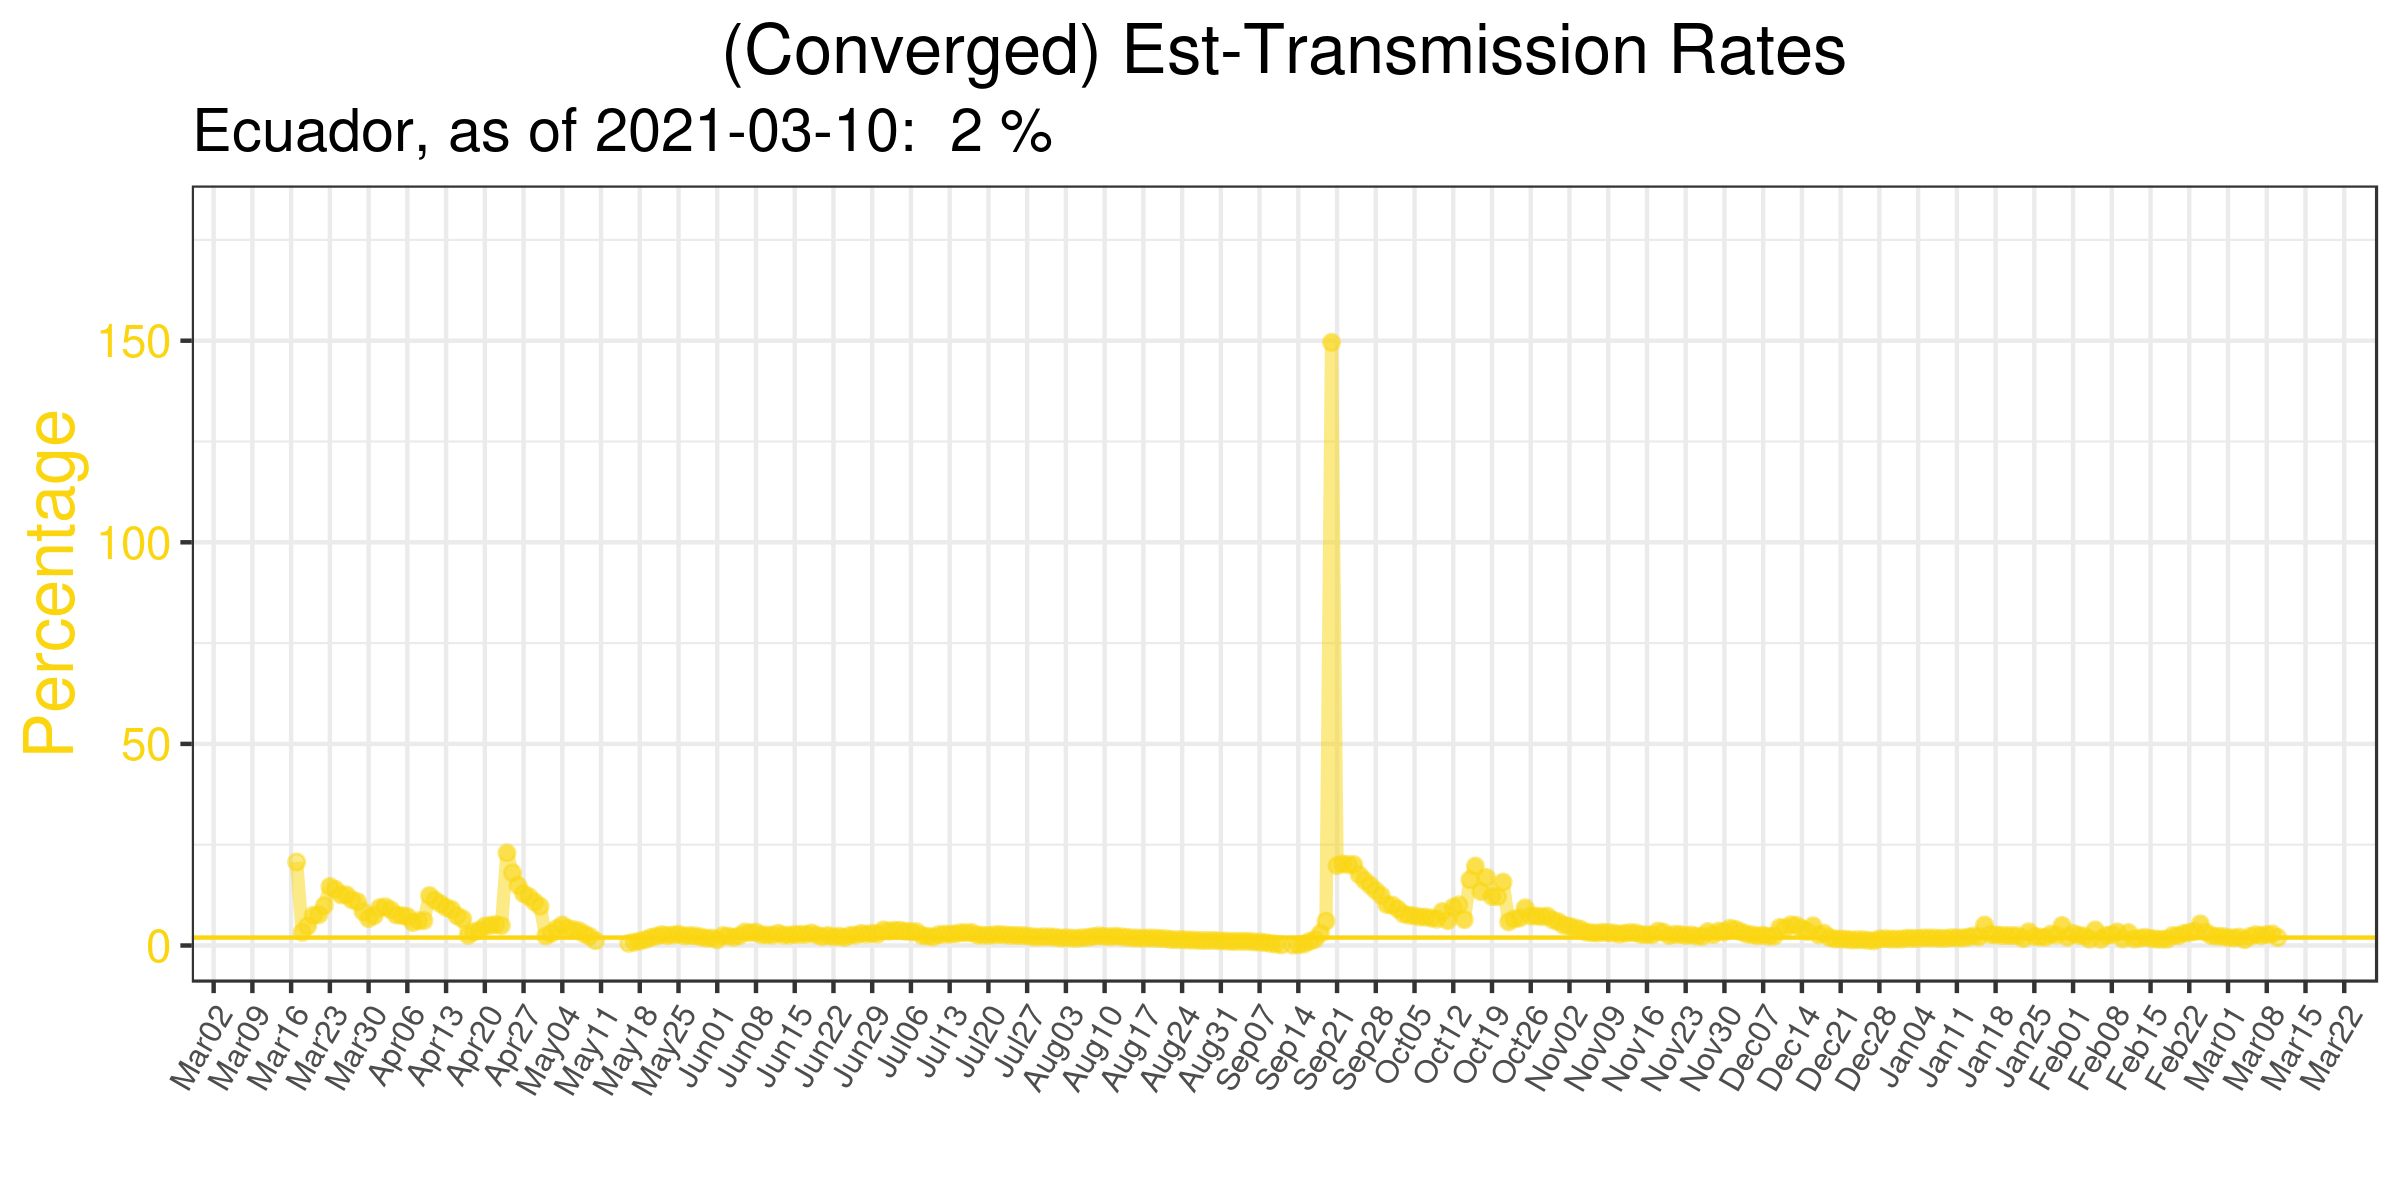 (Converged) Est-Transmission Rates
Ecuador, as of 2021-03-10:  2 %
Percentage
150
100
50
0
Mar02
Mar09
Mar16
Mar23
Mar30
Apr06
Apr13
Apr20
Apr27
May04
May11
May18
May25
Jun01
Jun08
Jun15
Jun22
Jun29
Jul06
Jul13
Jul20
Jul27
Aug03
Aug10
Aug17
Aug24
Aug31
Sep07
Sep14
Sep21
Sep28
Oct05
Oct12
Oct19
Oct26
Nov02
Nov09
Nov16
Nov23
Nov30
Dec07
Dec14
Dec21
Dec28
Jan04
Jan11
Jan18
Jan25
Feb01
Feb08
Feb15
Feb22
Mar01
Mar08
Mar15
Mar22